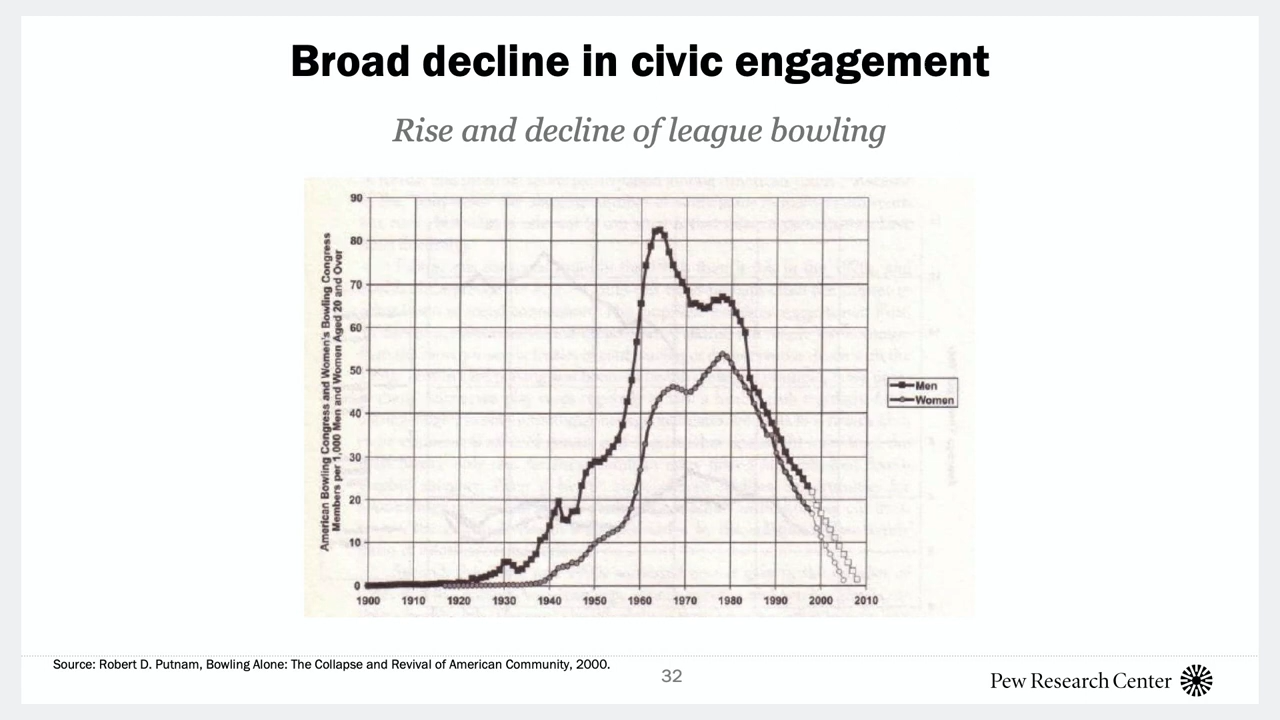 Broad decline in civic engagement
Rise and decline of league bowling
American Bowling Congress and Women's Bowling Congress
Members per 1,000 Men and Women Aged 20 and Over
90
80
70
60
50
40
30
20
10
0
1900 1910 1920 1930 1940 1950 1960 1970 1980 1990 2000 2010
Men
Women
Source: Robert D. Putnam, Bowling Alone: The Collapse and Revival of American Community, 2000.
32
Pew Research Center